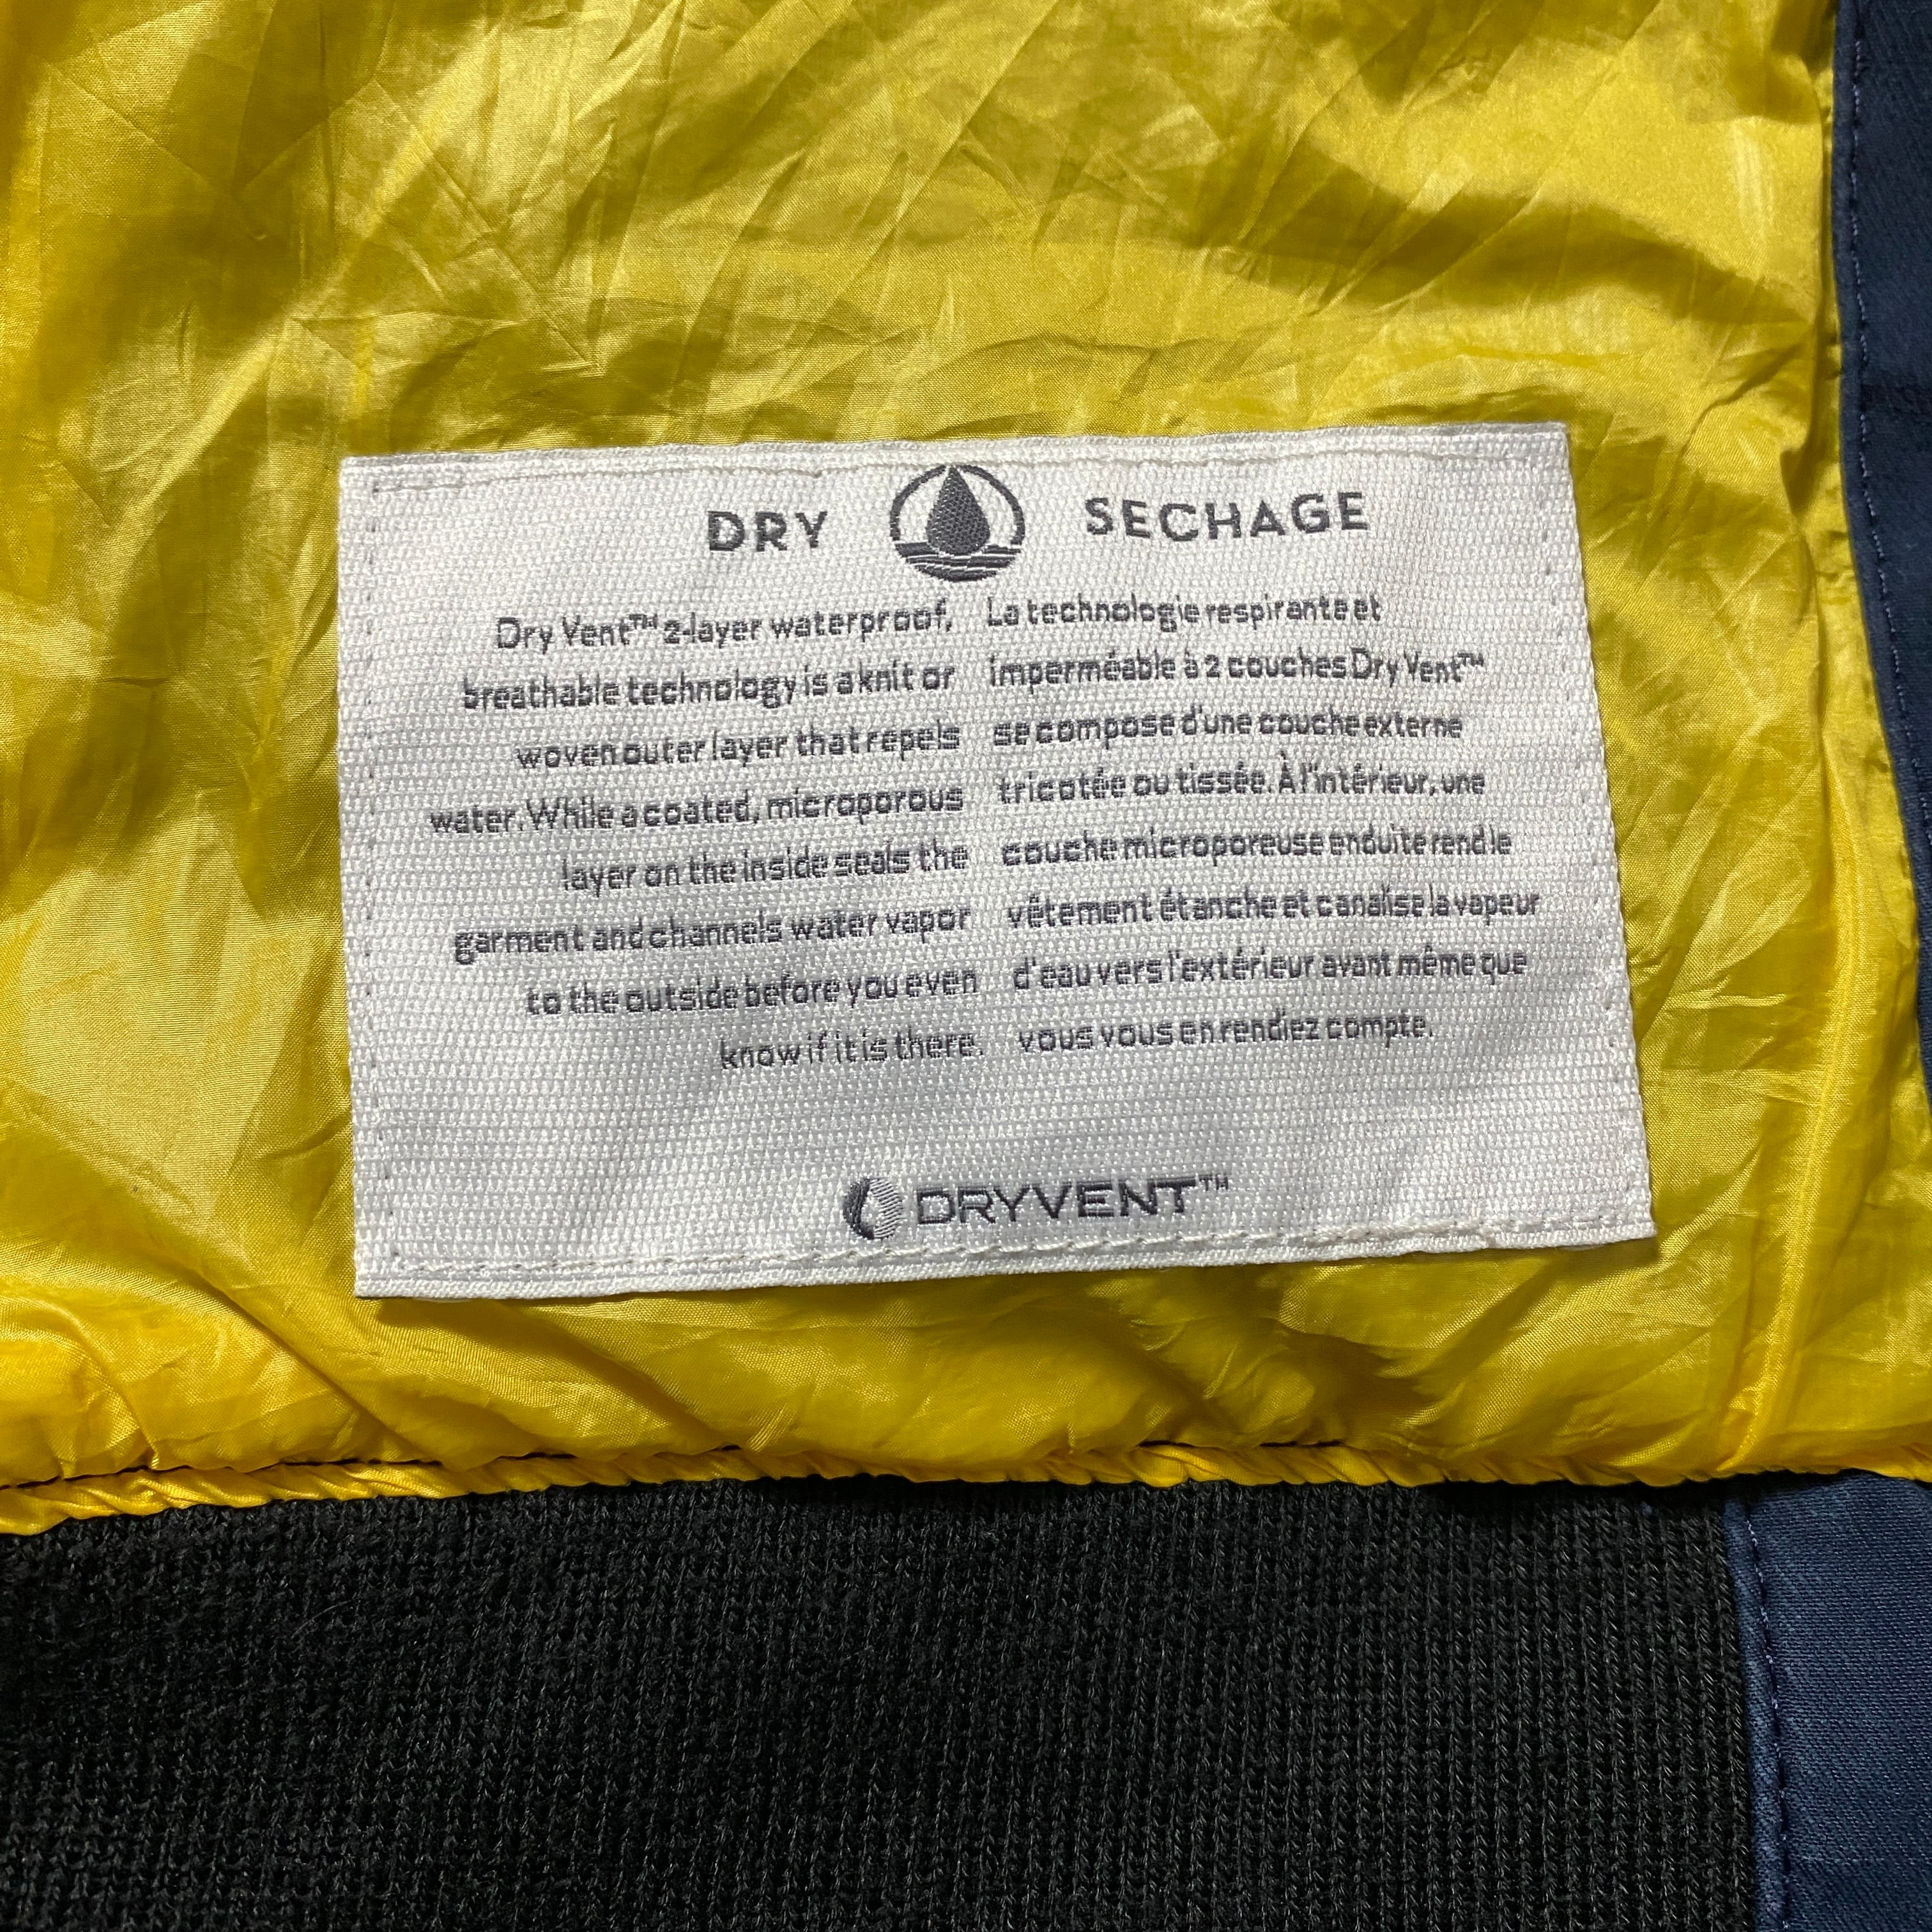 DRY SECHAGE
Dry Vent™ 2-layer waterproof,
breathable technology is a knit or
woven outer layer that repels
water. While a coated, microporous
layer on the inside seals the
garment and channels water vapor
to the outside before you even
know if it is there.
La technologie respirante et
imperméable à 2 couches Dry Vent™
se compose d'une couche externe
tricotée ou tissée. À l'intérieur, une
couche microporeuse enduite rend le
vêtement étanche et canalise la vapeur
d'eau vers l'extérieur avant même que
vous vous en rendiez compte.
DRYVENT™